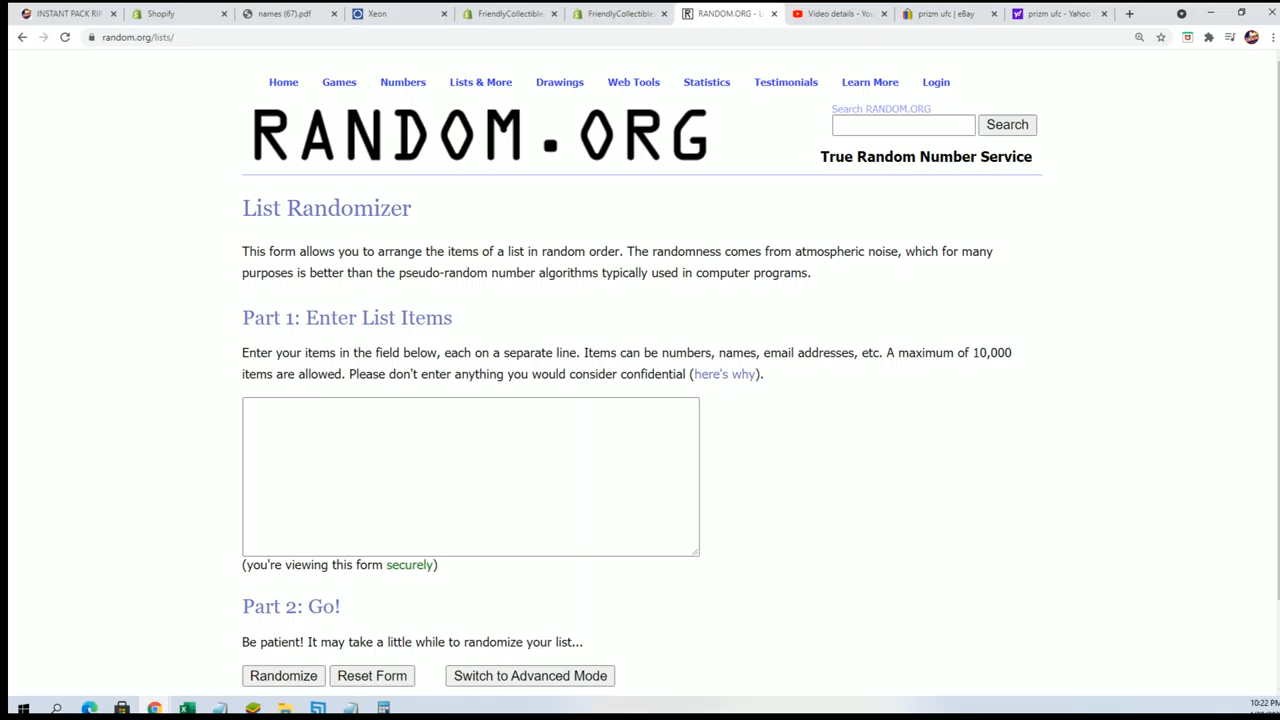 INSTANT PACK RIP
Shopify
names (67).pdf
Xeon
FriendlyCollectible
FriendlyCollectible
RANDOM.ORG - L
Video details - You
prizm ufc | eBay
prizm ufc - Yahoo
random.org/lists/
Home Games Numbers Lists & More Drawings Web Tools Statistics Testimonials Learn More Login
RANDOM.ORG
Search RANDOM.ORG
Search
True Random Number Service
List Randomizer
This form allows you to arrange the items of a list in random order. The randomness comes from atmospheric noise, which for many
purposes is better than the pseudo-random number algorithms typically used in computer programs.
Part 1: Enter List Items
Enter your items in the field below, each on a separate line. Items can be numbers, names, email addresses, etc. A maximum of 10,000
items are allowed. Please don't enter anything you would consider confidential (here's why).
(you're viewing this form securely)
Part 2: Go!
Be patient! It may take a little while to randomize your list...
Randomize Reset Form Switch to Advanced Mode
10:22 PM